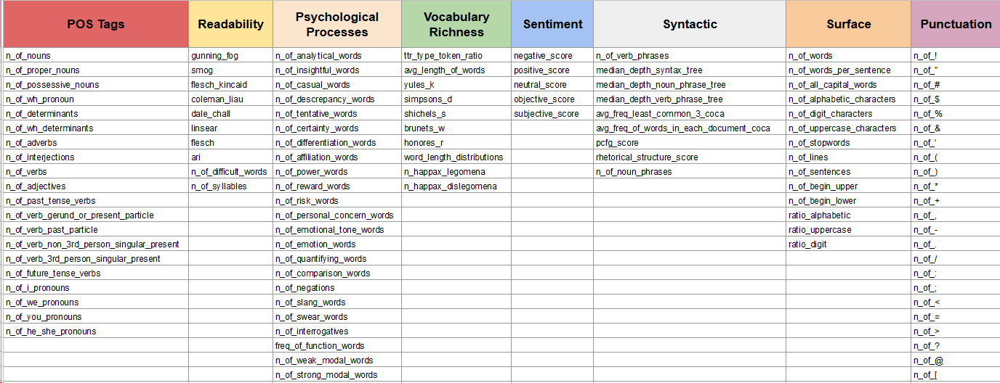 POS Tags Readability Psychological Processes Vocabulary Richness Sentiment Syntactic Surface Punctuation
n_of_nouns gunning_fog n_of_analytical_words ttr_type_token_ratio negative_score n_of_verb_phrases n_of_words n_of_!
n_of_proper_nouns smog n_of_insightful_words avg_length_of_words positive_score median_depth_syntax_tree n_of_words_per_sentence n_of_"
n_of_possessive_nouns flesch_kincaid n_of_casual_words yules_k neutral_score median_depth_noun_phrase_tree n_of_all_capital_words n_of_#
n_of_wh_pronoun coleman_liau n_of_descrepancy_words simpsons_d objective_score median_depth_verb_phrase_tree n_of_alphabetic_characters n_of_$
n_of_determinants dale_chall n_of_tentative_words shichels_s subjective_score avg_freq_least_common_3_coca n_of_digit_characters n_of_%
n_of_wh_determinants linsear n_of_certainty_words brunets_w avg_freq_of_words_in_each_document_coca n_of_uppercase_characters n_of_&
n_of_adverbs flesch n_of_differentiation_words honores_r pcfg_score n_of_stopwords n_of_'
n_of_interjections ari n_of_affiliation_words word_length_distributions rhetorical_structure_score n_of_lines n_of_(
n_of_verbs n_of_difficult_words n_of_power_words n_happax_legomena n_of_noun_phrases n_of_sentences n_of_)
n_of_adjectives n_of_syllables n_of_reward_words n_happax_dislegomena n_of_begin_upper n_of_*
n_of_past_tense_verbs n_of_risk_words n_of_begin_lower n_of_+
n_of_verb_gerund_or_present_particle n_of_personal_concern_words ratio_alphabetic n_of_,
n_of_verb_past_particle n_of_emotional_tone_words ratio_uppercase n_of_-
n_of_verb_non_3rd_person_singular_present n_of_emotion_words ratio_digit n_of_.
n_of_verb_3rd_person_singular_present n_of_quantifying_words n_of_/
n_of_future_tense_verbs n_of_comparison_words n_of_:
n_of_i_pronouns n_of_negations n_of_;
n_of_we_pronouns n_of_slang_words n_of_<
n_of_you_pronouns n_of_swear_words n_of_=
n_of_he_she_pronouns n_of_interrogatives n_of_>
freq_of_function_words n_of_?
n_of_weak_modal_words n_of_@
n_of_strong_modal_words n_of_[